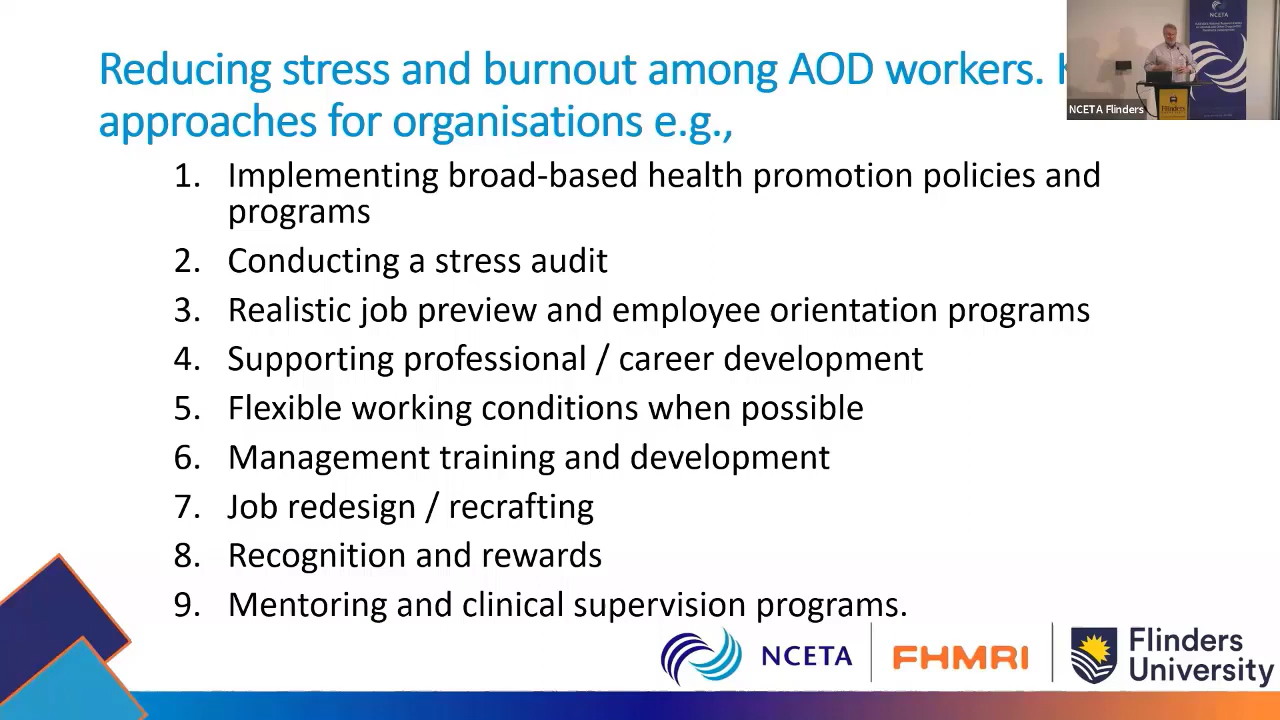 Reducing stress and burnout among AOD workers.
approaches for organisations e.g.,
1. Implementing broad-based health promotion policies and
programs
2. Conducting a stress audit
3. Realistic job preview and employee orientation programs
4. Supporting professional / career development
5. Flexible working conditions when possible
6. Management training and development
7. Job redesign / recrafting
8. Recognition and rewards
9. Mentoring and clinical supervision programs.
NCETA
NCETA Flinders
Flinders
NCETA
FHMRI
Flinders
University